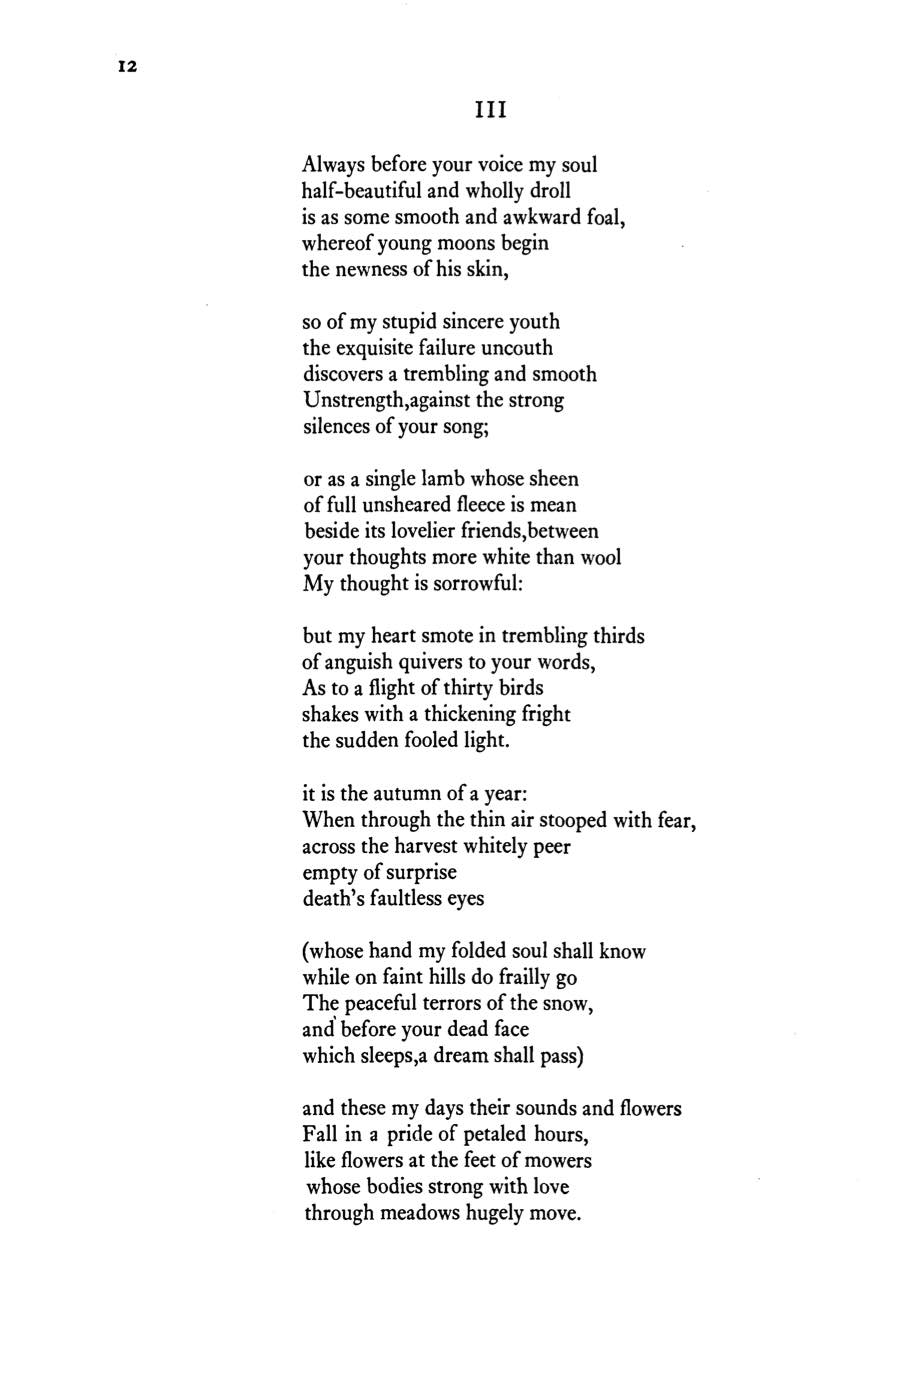 12
III
Always before your voice my soul
half-beautiful and wholly droll
is as some smooth and awkward foal,
whereof young moons begin
the newness of his skin,
so of my stupid sincere youth
the exquisite failure uncouth
discovers a trembling and smooth
Unstrength,against the strong
silences of your song;
or as a single lamb whose sheen
of full unsheared fleece is mean
beside its lovelier friends,between
your thoughts more white than wool
My thought is sorrowful:
but my heart smote in trembling thirds
of anguish quivers to your words,
As to a flight of thirty birds
shakes with a thickening fright
the sudden fooled light.
it is the autumn of a year:
When through the thin air stooped with fear,
across the harvest whitely peer
empty of surprise
death's faultless eyes
(whose hand my folded soul shall know
while on faint hills do frailly go
The peaceful terrors of the snow,
and before your dead face
which sleeps,a dream shall pass)
and these my days their sounds and flowers
Fall in a pride of petaled hours,
like flowers at the feet of mowers
whose bodies strong with love
through meadows hugely move.